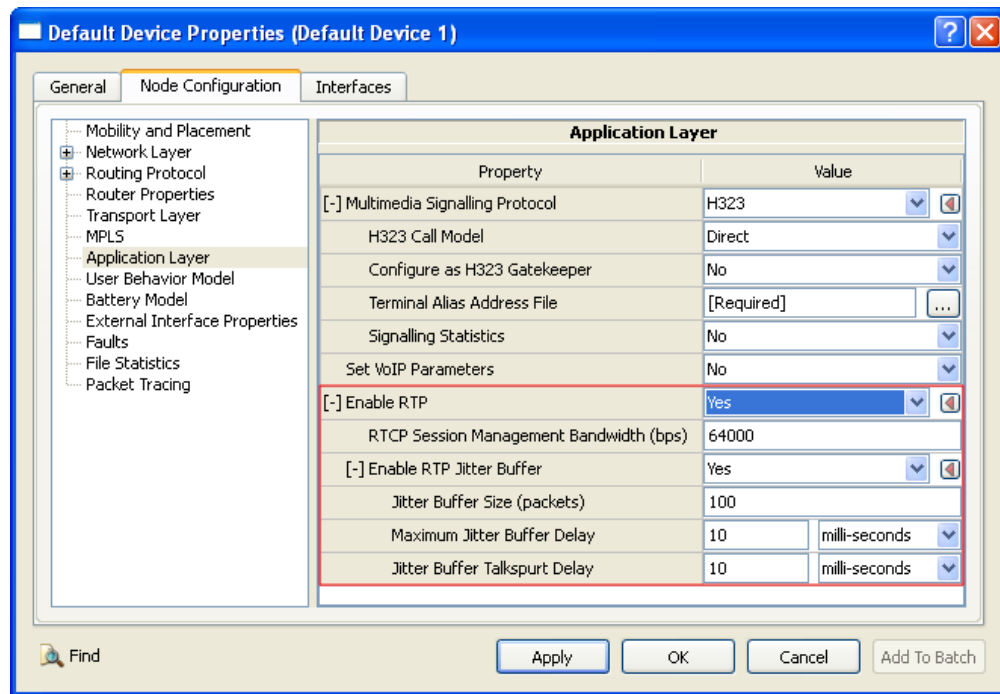 Default Device Properties (Default Device 1)
?
General Node Configuration Interfaces
Mobility and Placement
Network Layer
Routing Protocol
Router Properties
Transport Layer
MPLS
Application Layer
User Behavior Model
Battery Model
External Interface Properties
Faults
File Statistics
Packet Tracing
Application Layer
Property Value
[-] Multimedia Signalling Protocol H323
H323 Call Model Direct
Configure as H323 Gatekeeper No
Terminal Alias Address File [Required] ...
Signalling Statistics No
Set VoIP Parameters No
[-] Enable RTP Yes
RTCP Session Management Bandwidth (bps) 64000
[-] Enable RTP Jitter Buffer Yes
Jitter Buffer Size (packets) 100
Maximum Jitter Buffer Delay 10 milli-seconds
Jitter Buffer Talkspurt Delay 10 milli-seconds
Find Apply OK Cancel Add To Batch